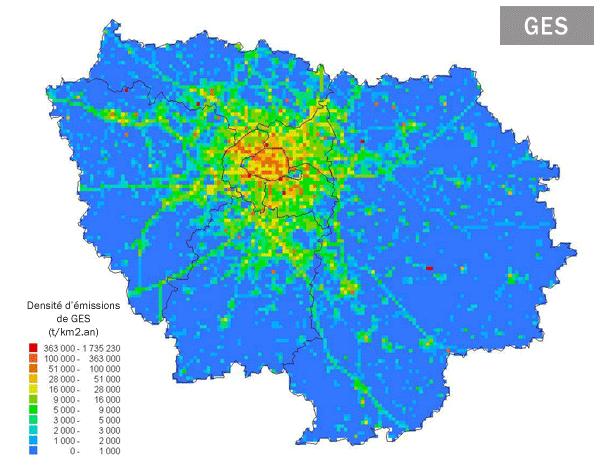 GES
Densité d'émissions
de GES
(t/km2.an)
363 000 - 1 735 230
100 000 - 363 000
51 000 - 100 000
28 000 - 51 000
16 000 - 28 000
9 000 - 16 000
5 000 - 9 000
3 000 - 5 000
2 000 - 3 000
1 000 - 2 000
0 - 1 000